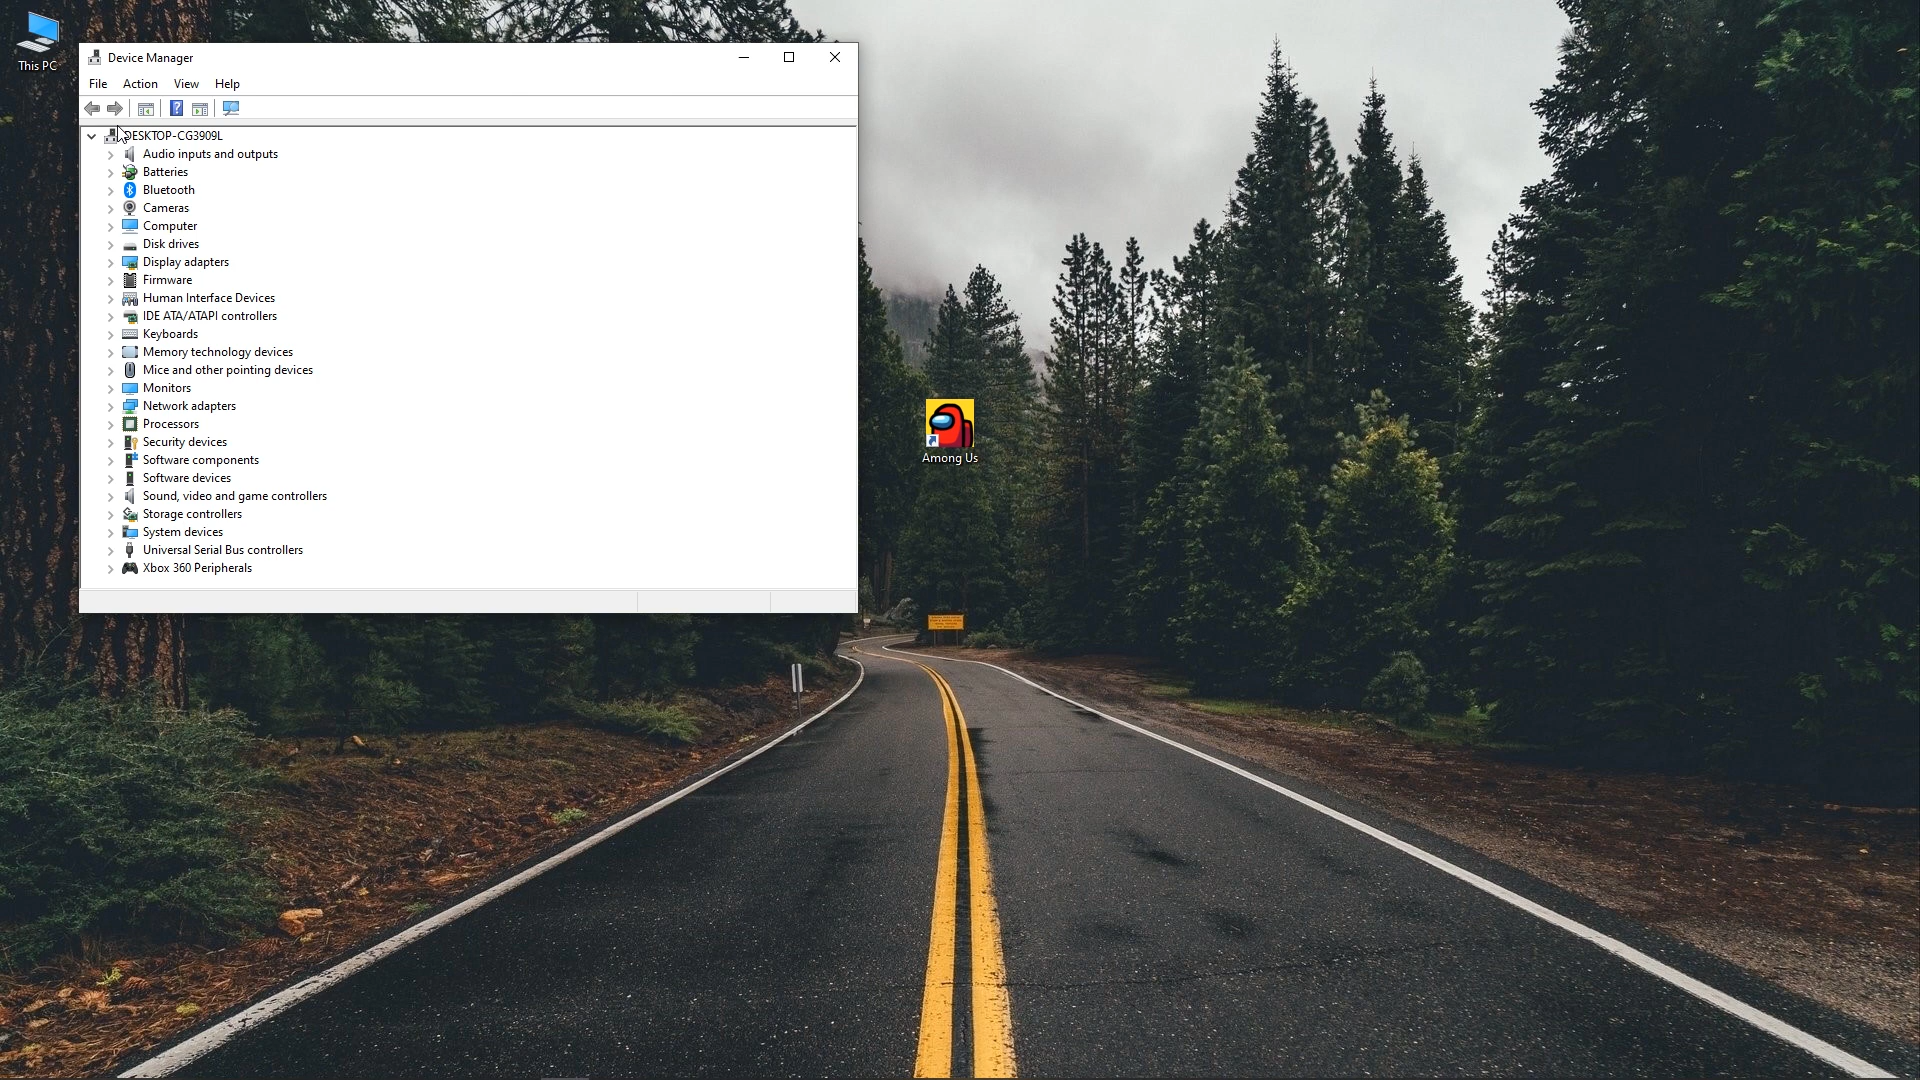 This PC
Device Manager
File Action View Help
DESKTOP-CG3909L
Audio inputs and outputs
Batteries
Bluetooth
Cameras
Computer
Disk drives
Display adapters
Firmware
Human Interface Devices
IDE ATA/ATAPI controllers
Keyboards
Memory technology devices
Mice and other pointing devices
Monitors
Network adapters
Processors
Security devices
Software components
Software devices
Sound, video and game controllers
Storage controllers
System devices
Universal Serial Bus controllers
Xbox 360 Peripherals
Among Us